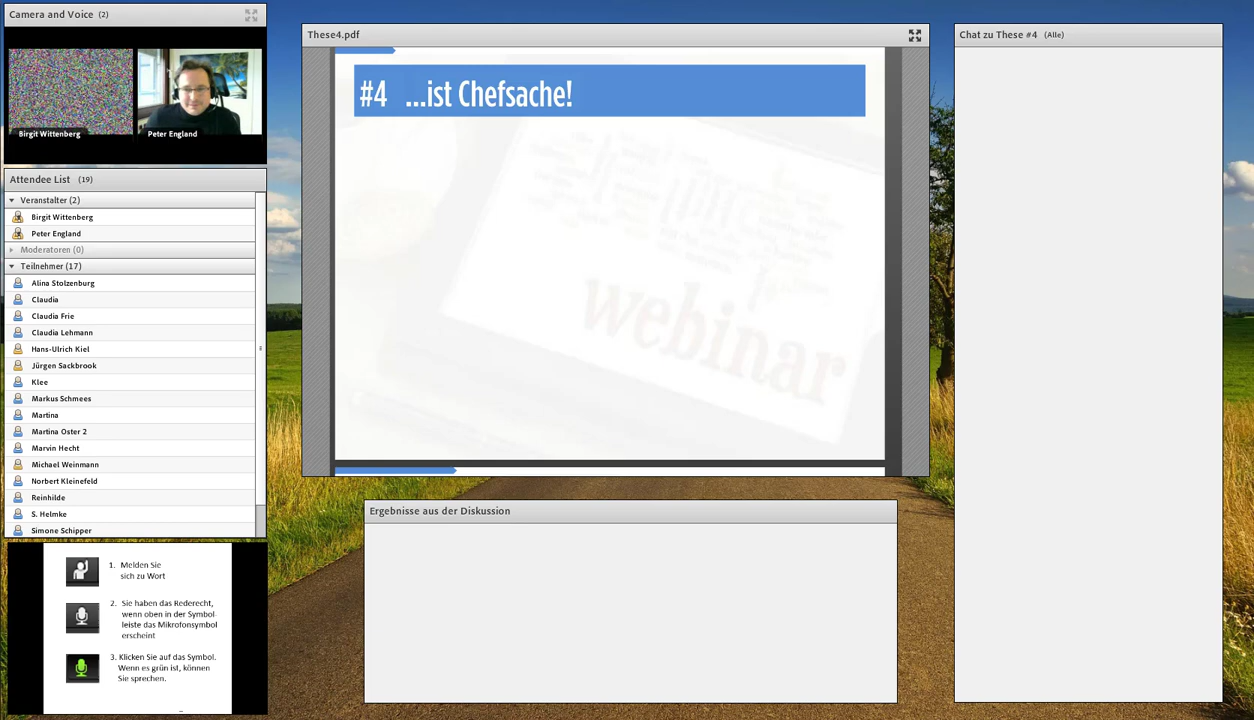 Camera and Voice (2)
Birgit Wittenberg
Peter England
Attendee List (19)
Veranstalter (2)
Birgit Wittenberg
Peter England
Moderatoren (0)
Teilnehmer (17)
Alina Stolzenburg
Claudia
Claudia Frie
Claudia Lehmann
Hans-Ulrich Kiel
Jürgen Sackbrook
Klee
Markus Schmees
Martina
Martina Oster 2
Marvin Hecht
Michael Weinmann
Norbert Kleinefeld
Reinhilde
S. Helmke
Simone Schipper
1. Melden Sie
sich zu Wort
2. Sie haben das Rederecht,
wenn oben in der Symbol-
leiste das Mikrofonsymbol
erscheint
3. Klicken Sie auf das Symbol.
Wenn es grün ist, können
Sie sprechen.
These4.pdf
#4 ...ist Chefsache!
webinar
Ergebnisse aus der Diskussion
Chat zu These #4 (Alle)